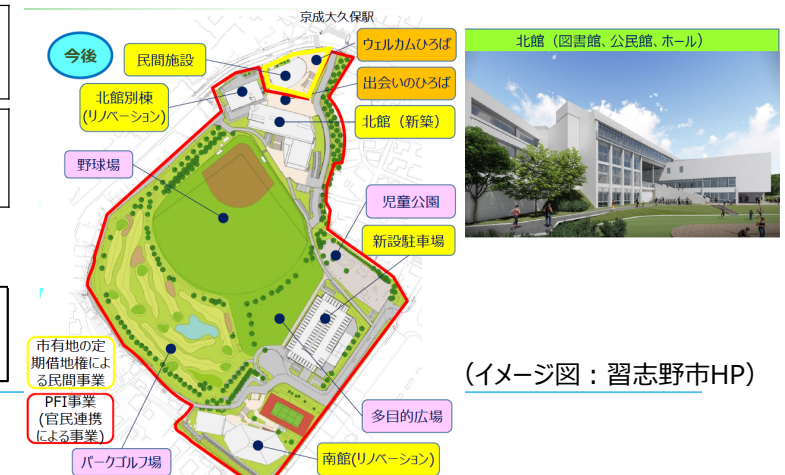 京成大久保駅
今後
民間施設
ウェルカムひろば
出会いのひろば
北館別棟
(リノベーション)
北館（新築）
野球場
児童公園
新設駐車場
市有地の定
期借地権によ
る民間事業
PFI事業
(官民連携
による事業)
多目的広場
パークゴルフ場
南館(リノベーション)
北館（図書館、公民館、ホール）
（イメージ図：習志野市HP）